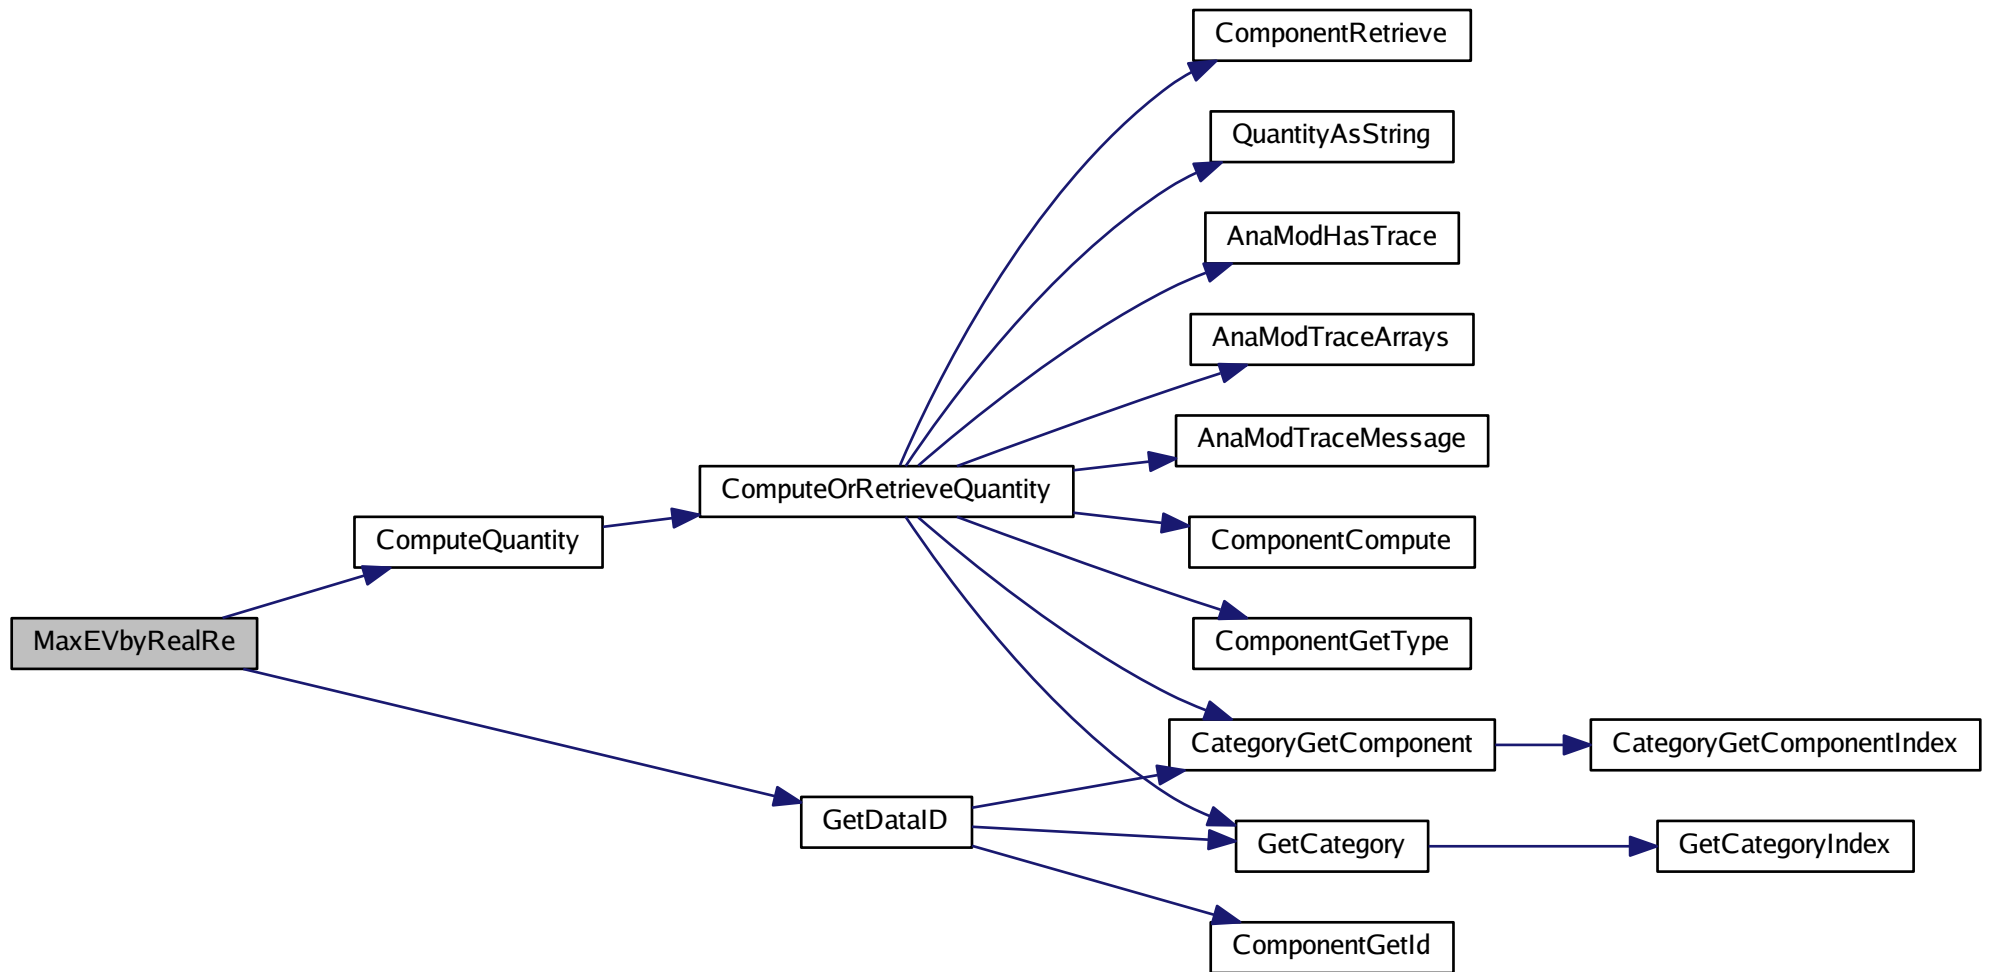 ComponentRetrieve
QuantityAsString
AnaModHasTrace
AnaModTraceArrays
AnaModTraceMessage
ComputeOrRetrieveQuantity
ComputeQuantity
ComponentCompute
MaxEVbyRealRe
ComponentGetType
CategoryGetComponent
CategoryGetComponentIndex
GetDataID
GetCategory
GetCategoryIndex
ComponentGetId